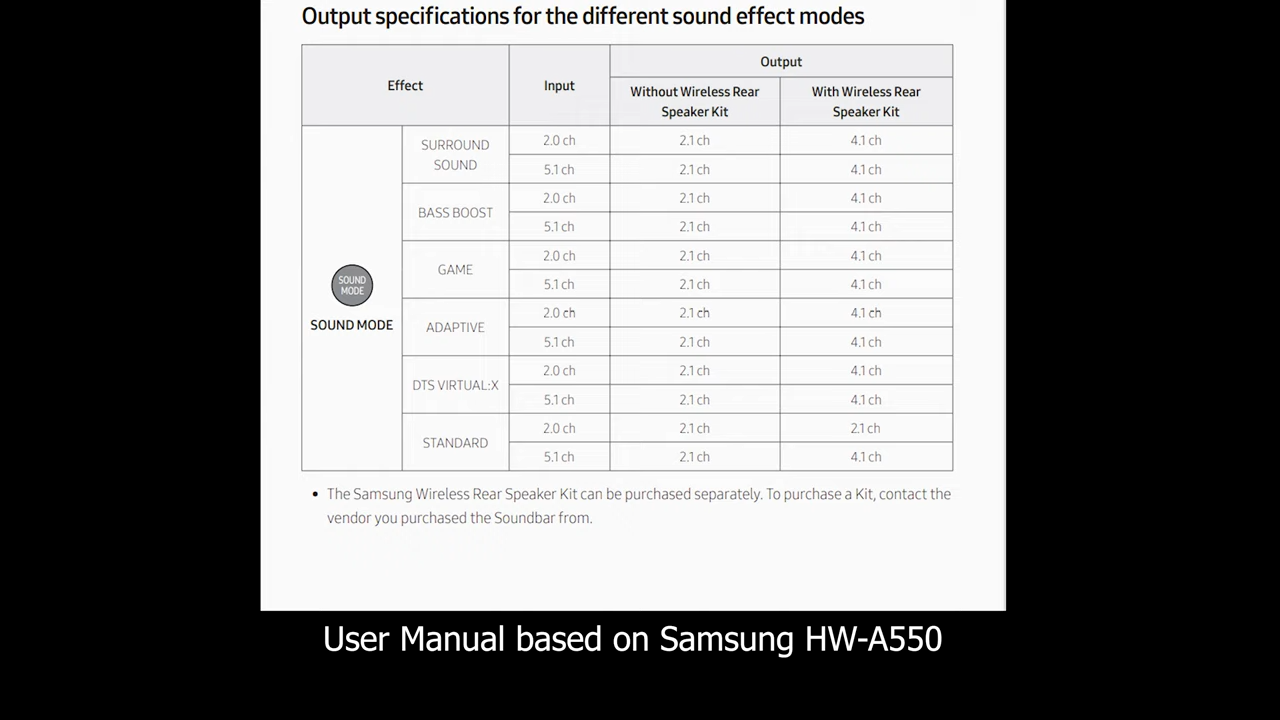 Output specifications for the different sound effect modes
Effect
Input
Output
Without Wireless Rear
Speaker Kit
With Wireless Rear
Speaker Kit
SOUND
MODE
SOUND MODE
SURROUND
SOUND
2.0 ch 2.1 ch 4.1 ch
5.1 ch 2.1 ch 4.1 ch
BASS BOOST
2.0 ch 2.1 ch 4.1 ch
5.1 ch 2.1 ch 4.1 ch
GAME
2.0 ch 2.1 ch 4.1 ch
5.1 ch 2.1 ch 4.1 ch
ADAPTIVE
2.0 ch 2.1 ch 4.1 ch
5.1 ch 2.1 ch 4.1 ch
DTS VIRTUAL:X
2.0 ch 2.1 ch 4.1 ch
5.1 ch 2.1 ch 4.1 ch
STANDARD
2.0 ch 2.1 ch 2.1 ch
5.1 ch 2.1 ch 4.1 ch
• The Samsung Wireless Rear Speaker Kit can be purchased separately. To purchase a Kit, contact the
vendor you purchased the Soundbar from.
User Manual based on Samsung HW-A550